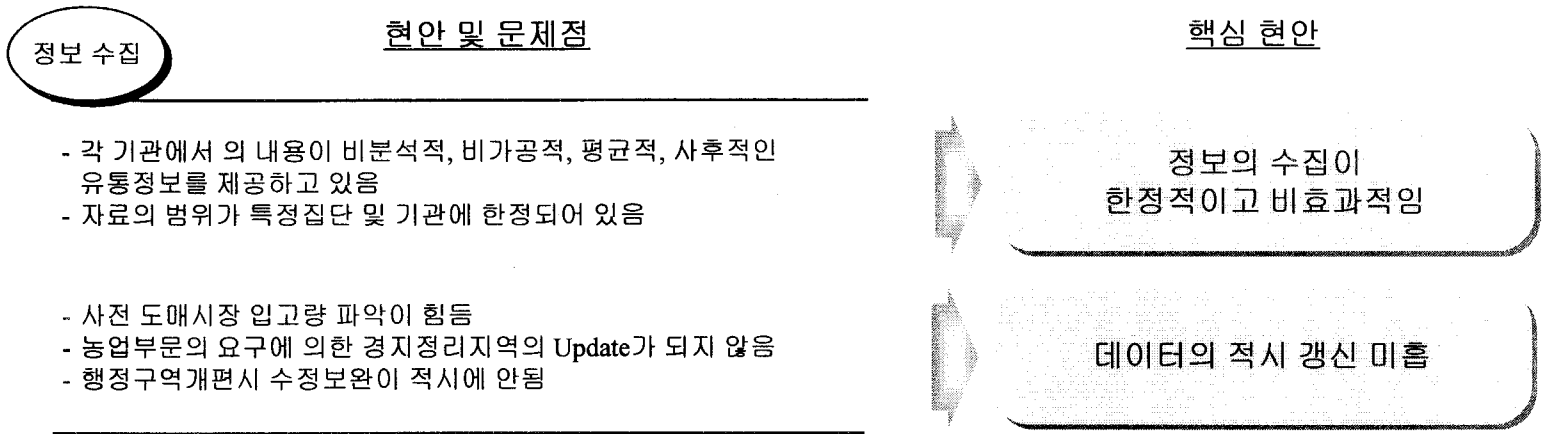 정보 수집
현안 및 문제점
핵심 현안
- 각 기관에서 의 내용이 비분석적, 비가공적, 평균적, 사후적인
유통정보를 제공하고 있음
- 자료의 범위가 특정집단 및 기관에 한정되어 있음
정보의 수집이
한정적이고 비효과적임
- 사전 도매시장 입고량 파악이 힘듬
- 농업부문의 요구에 의한 경지정리지역의 Update가 되지 않음
- 행정구역개편시 수정보완이 적시에 안됨
데이터의 적시 갱신 미흡